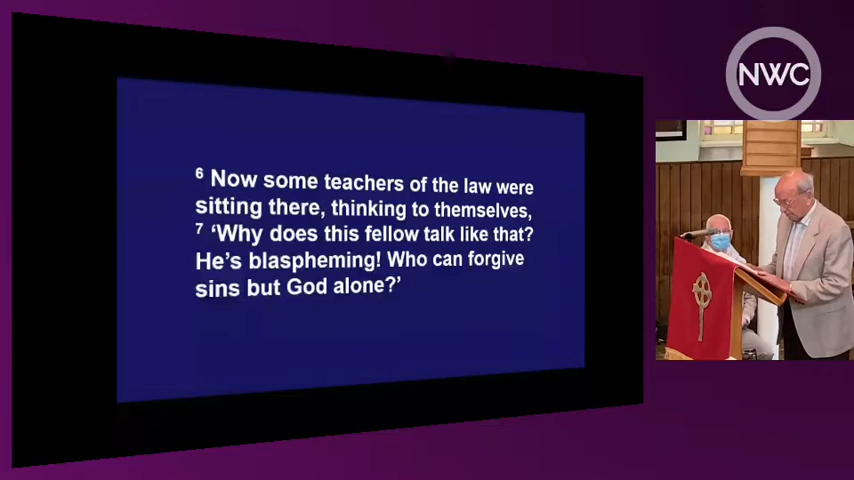 6 Now some teachers of the law were
sitting there, thinking to themselves,
7 ‘Why does this fellow talk like that?
He’s blaspheming! Who can forgive
sins but God alone?’
NWC